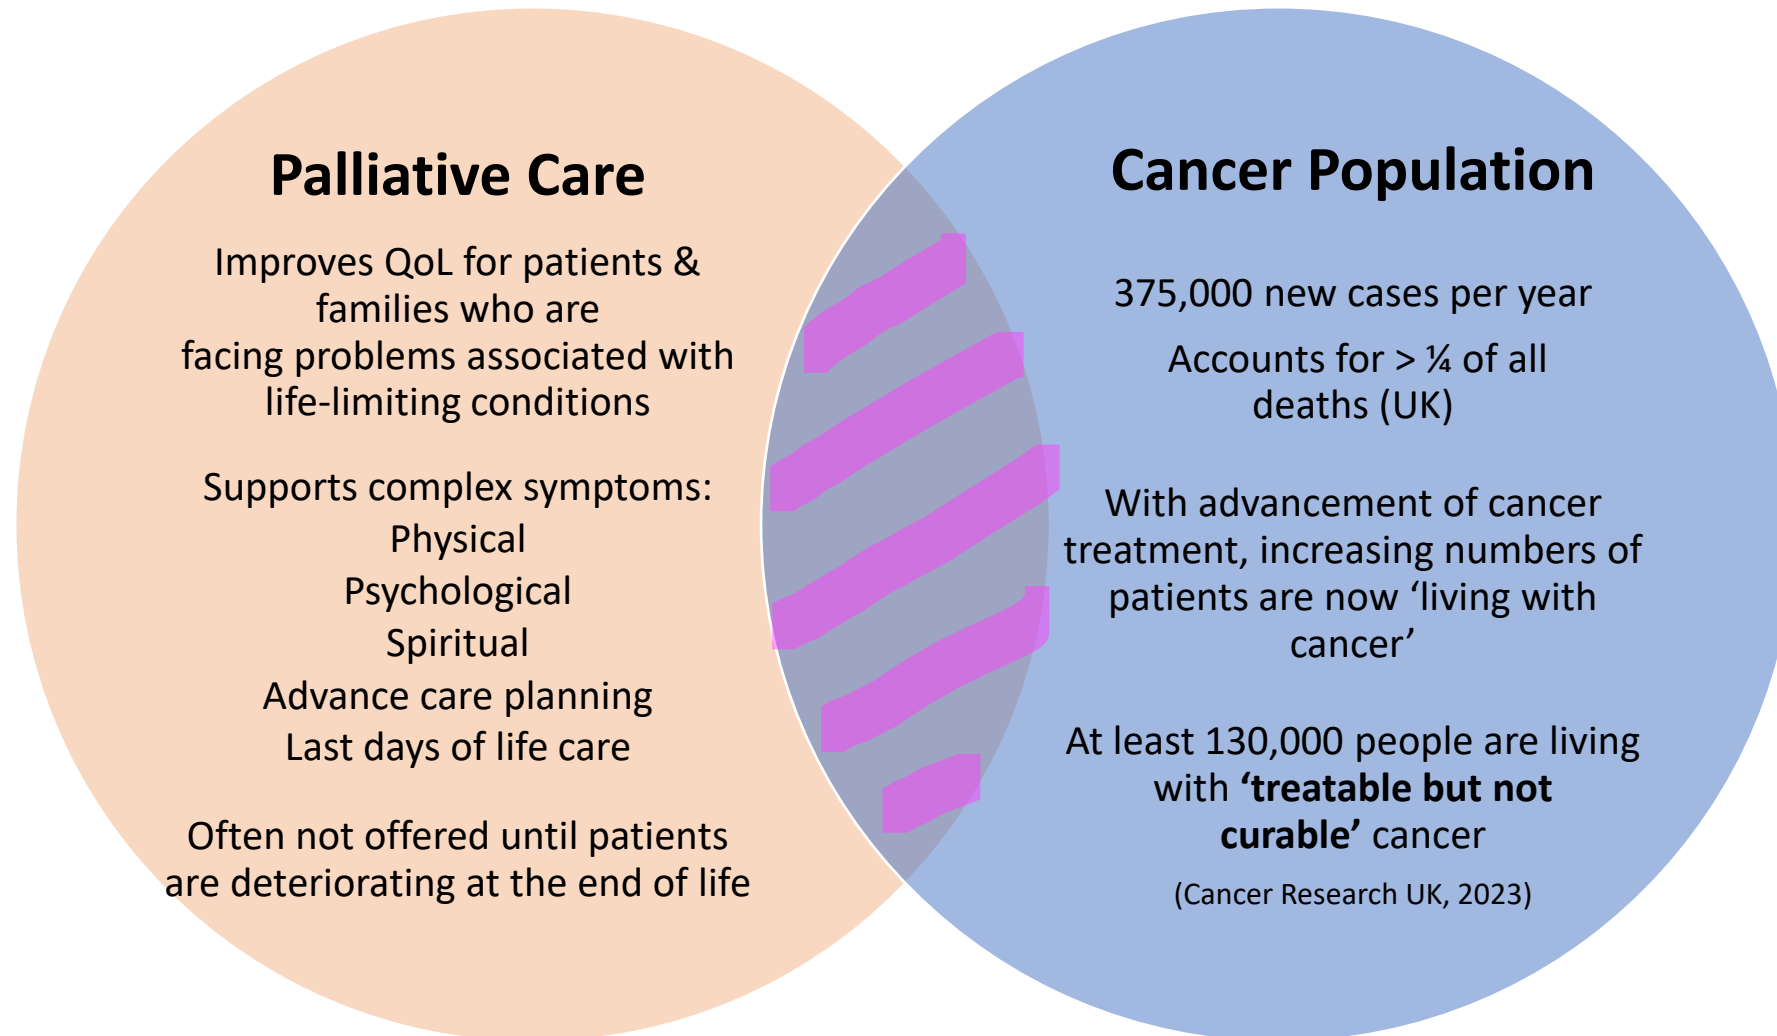 Palliative Care
Improves QoL for patients &
families who are
facing problems associated with
life-limiting conditions
Supports complex symptoms:
Physical
Psychological
Spiritual
Advance care planning
Last days of life care
Often not offered until patients
are deteriorating at the end of life
Cancer Population
375,000 new cases per year
Accounts for > ¼ of all
deaths (UK)
With advancement of cancer
treatment, increasing numbers of
patients are now ‘living with
cancer’
At least 130,000 people are living
with ‘treatable but not
curable’ cancer
(Cancer Research UK, 2023)